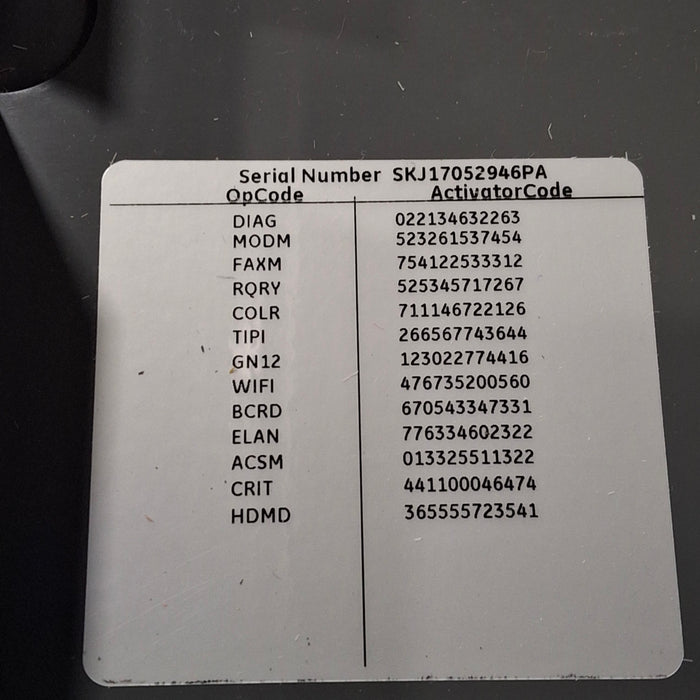 Serial Number SKJ17052946PA
OpCode ActivatorCode
DIAG 022134632263
MODM 523261537454
FAXM 754122533312
RQRY 525345717267
COLR 711146722126
TIPI 266567743644
GN12 123022774416
WIFI 476735200560
BCRD 670543347331
ELAN 776334602322
ACSM 013325511322
CRIT 441100046474
HDMD 365555723541